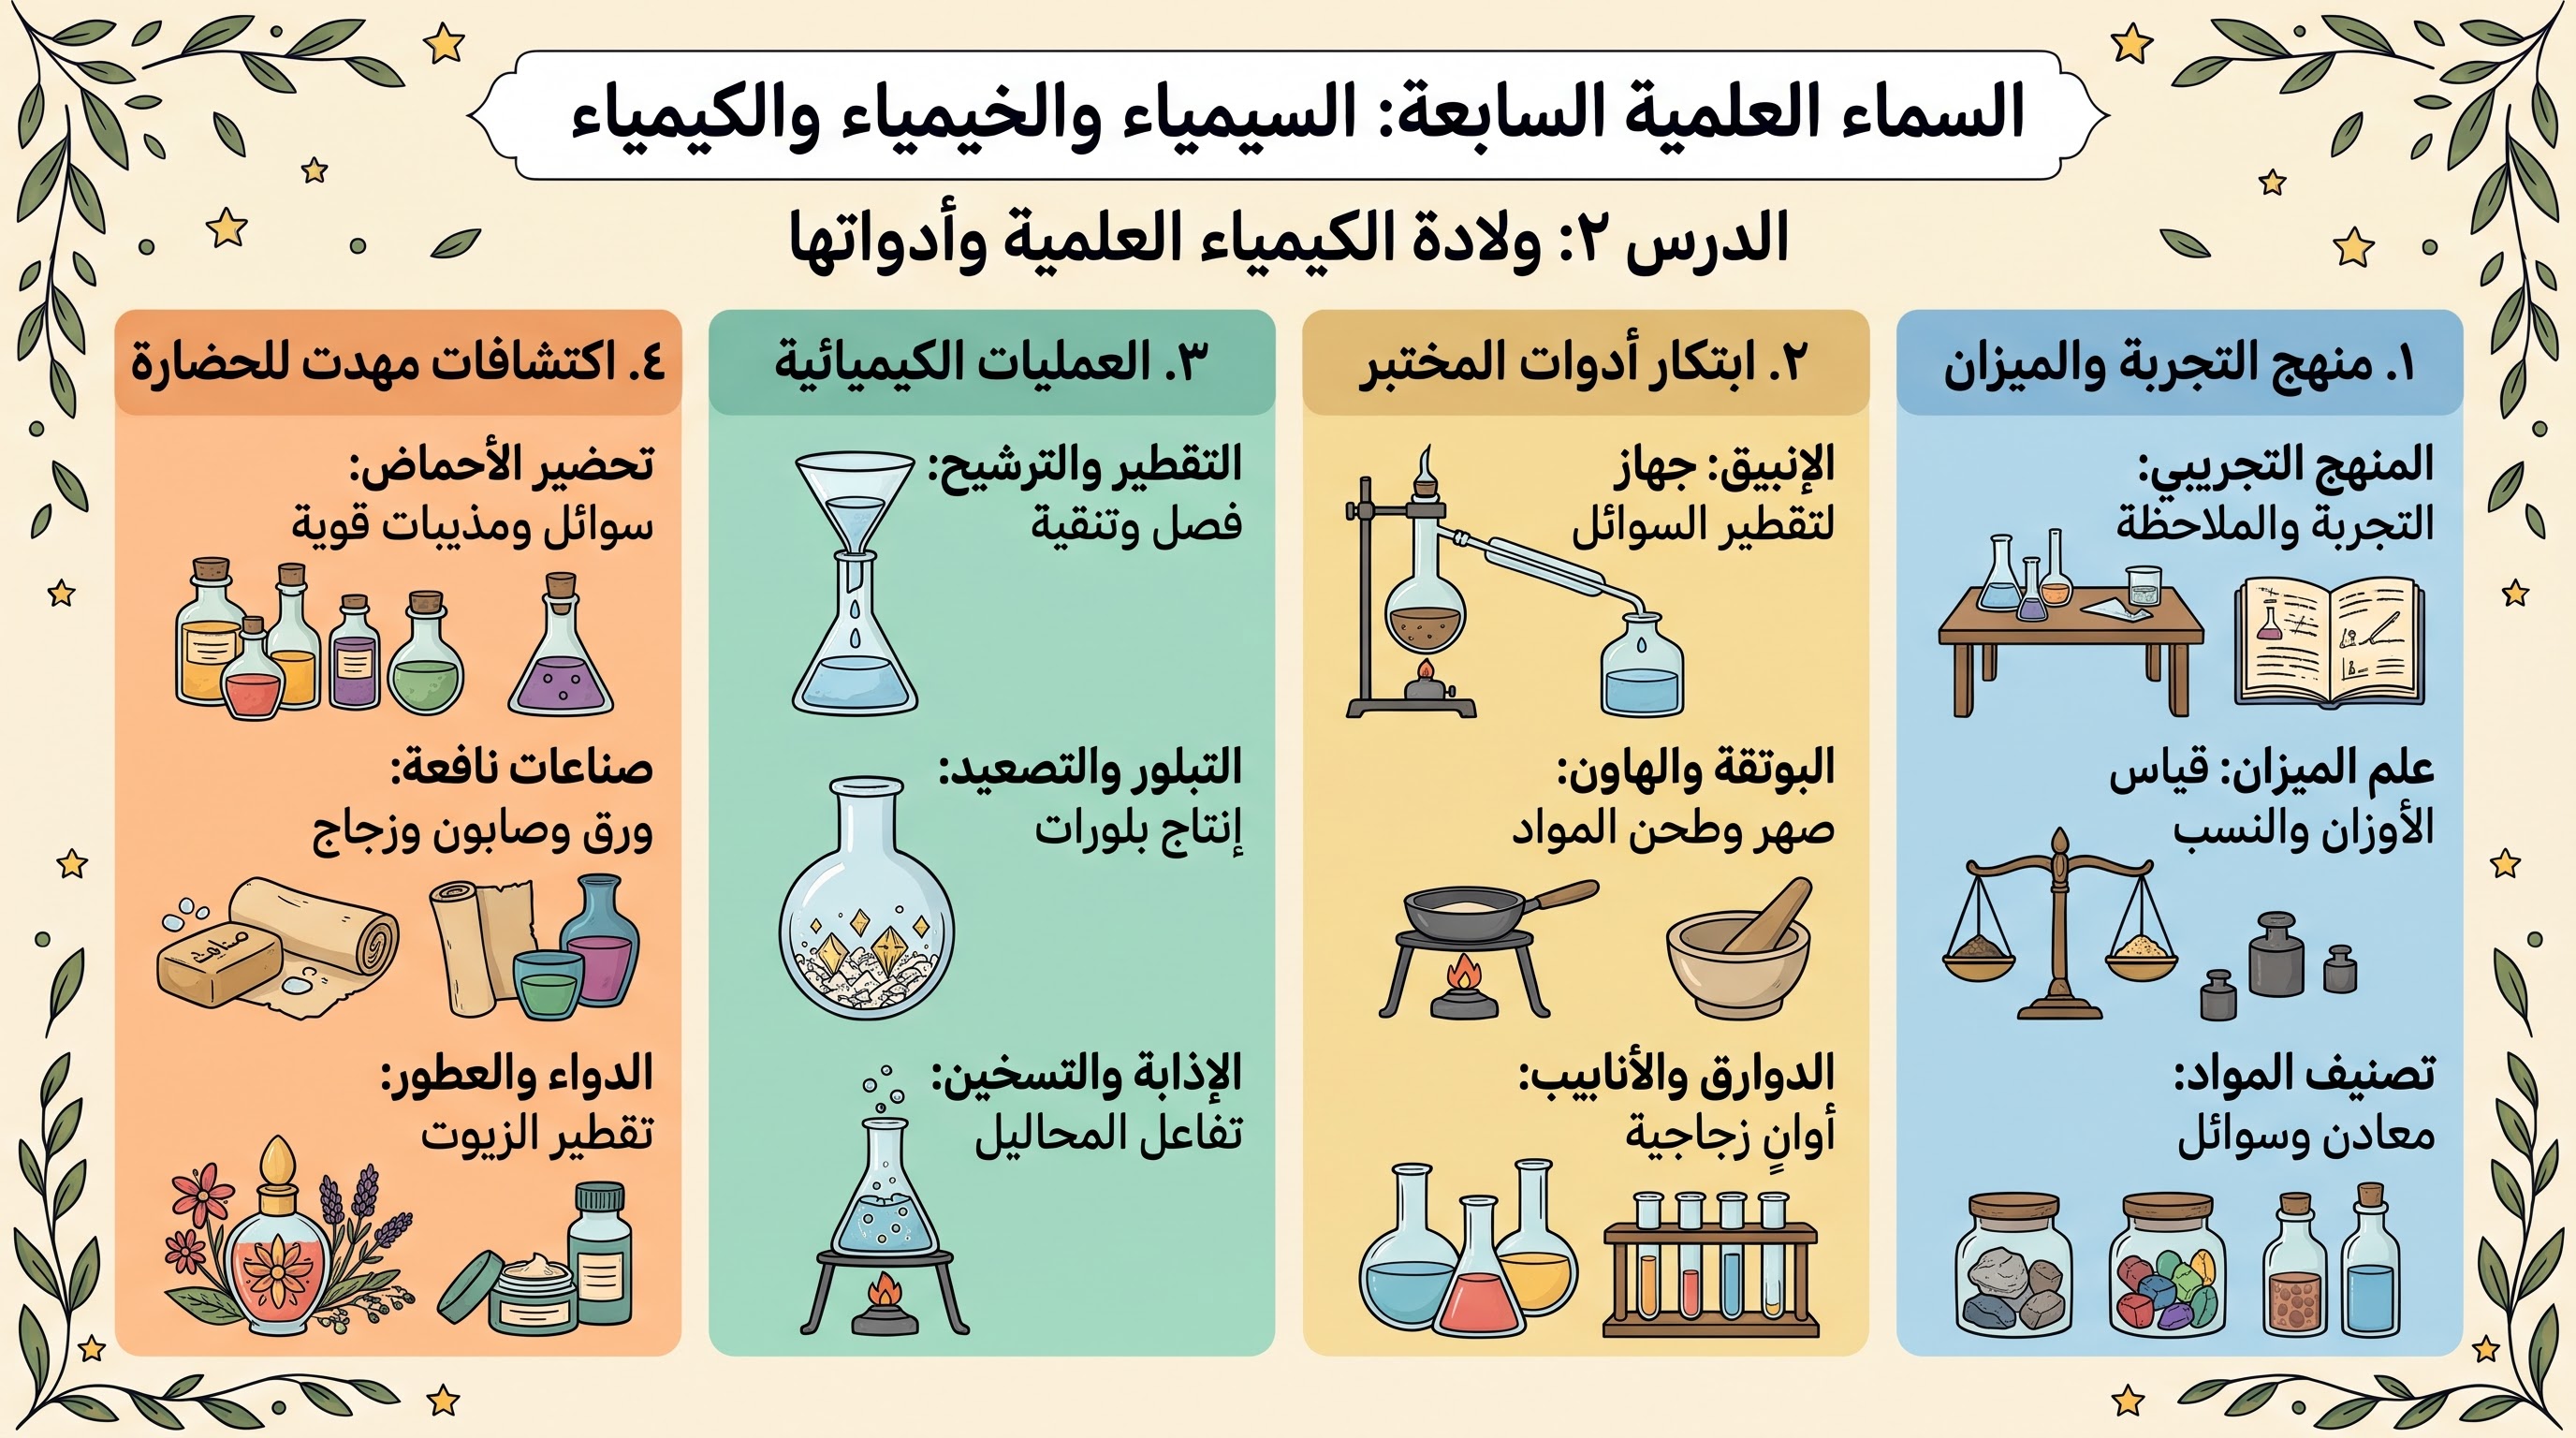 السماء العلمية السابعة: السيمياء والخيمياء والكيمياء
الدرس ٢: ولادة الكيمياء العلمية وأدواتها
١. منهج التجربة والميزان
المنهج التجريبي:
التجربة والملاحظة
علم الميزان: قياس
الأوزان والنسب
تصنيف المواد:
معادن وسوائل
٢. ابتكار أدوات المختبر
الإنبيق: جهاز
لتقطير السوائل
البوتقة والهاون:
صهر وطحن المواد
الدوارق والأنابيب:
أوانٍ زجاجية
٣. العمليات الكيميائية
التقطير والترشيح:
فصل وتنقية
التبلور والتصعيد:
إنتاج بلورات
الإذابة والتسخين:
تفاعل المحاليل
٤. اكتشافات مهدت للحضارة
تحضير الأحماض:
سوائل ومذيبات قوية
صناعات نافعة:
ورق وصابون وزجاج
الدواء والعطور:
تقطير الزيوت